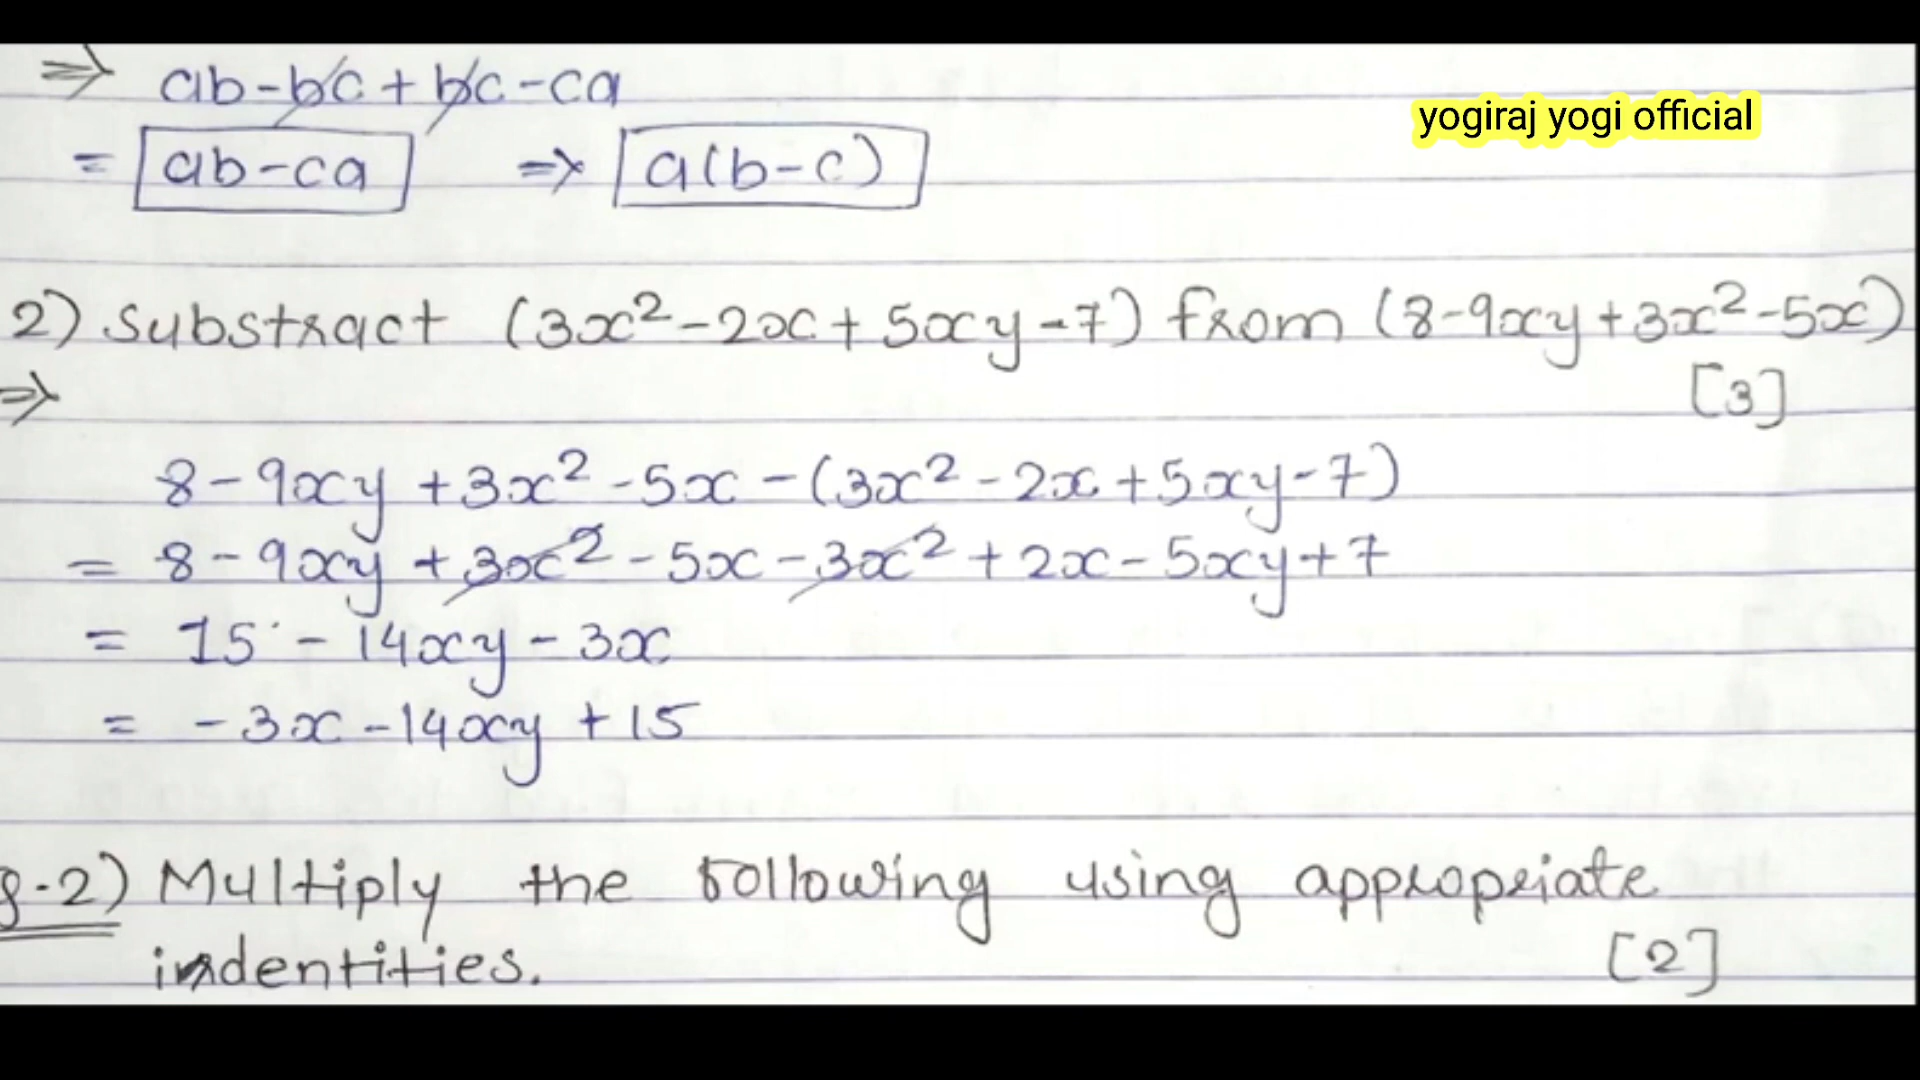 ⇒ ab-bc+bc-ca
yogiraj yogi official
= ab-ca ⇒ a(b-c)
2) substract (3x²-2x+5xy-7) from (8-9xy+3x²-5x)
⇒ [3]
8-9xy+3x²-5x-(3x²-2x+5xy-7)
= 8-9xy+3x²-5x-3x²+2x-5xy+7
= 15-14xy-3x
= -3x-14xy+15
8-2) Multiply the following using appropriate
indentities. [2]